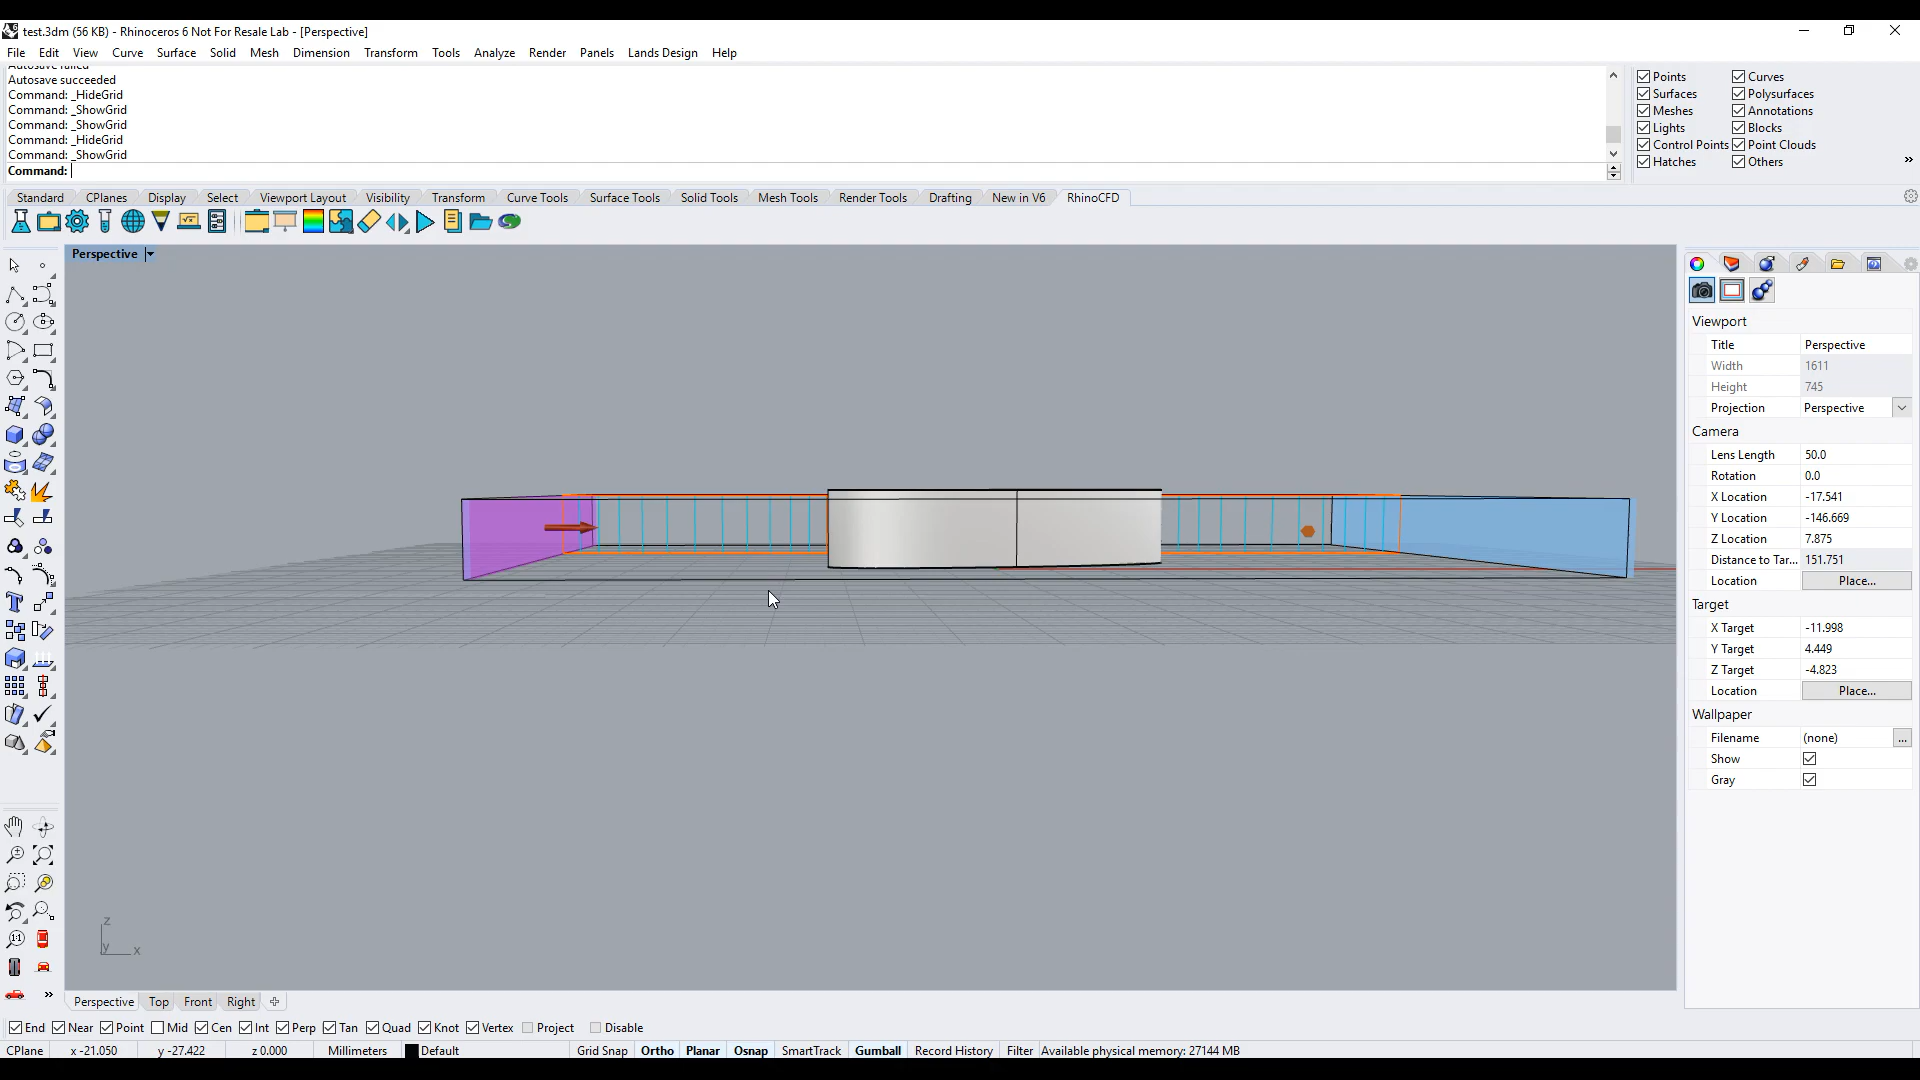 test.3dm (56 KB) - Rhinoceros 6 Not For Resale Lab - [Perspective]
File Edit View Curve Surface Solid Mesh Dimension Transform Tools Analyze Render Panels Lands Design Help
Autosave failed
Autosave succeeded
Command: _HideGrid
Command: _ShowGrid
Command: _ShowGrid
Command: _HideGrid
Command: _ShowGrid
Command:
Points Curves
Surfaces Polysurfaces
Meshes Annotations
Lights Blocks
Control Points Point Clouds
Hatches Others
Standard CPlanes Display Select Viewport Layout Visibility Transform Curve Tools Surface Tools Solid Tools Mesh Tools Render Tools Drafting New in V6 RhinoCFD
Perspective
z
y x
Viewport
Title Perspective
Width 1611
Height 745
Projection Perspective
Camera
Lens Length 50.0
Rotation 0.0
X Location -17.541
Y Location -146.669
Z Location 7.875
Distance to Tar... 151.751
Location Place...
Target
X Target -11.998
Y Target 4.449
Z Target -4.823
Location Place...
Wallpaper
Filename (none) ...
Show
Gray
Perspective Top Front Right
End Near Point Mid Cen Int Perp Tan Quad Knot Vertex Project Disable
CPlane x -21.050 y -27.422 z 0.000 Millimeters Default Grid Snap Ortho Planar Osnap SmartTrack Gumball Record History Filter Available physical memory: 27144 MB